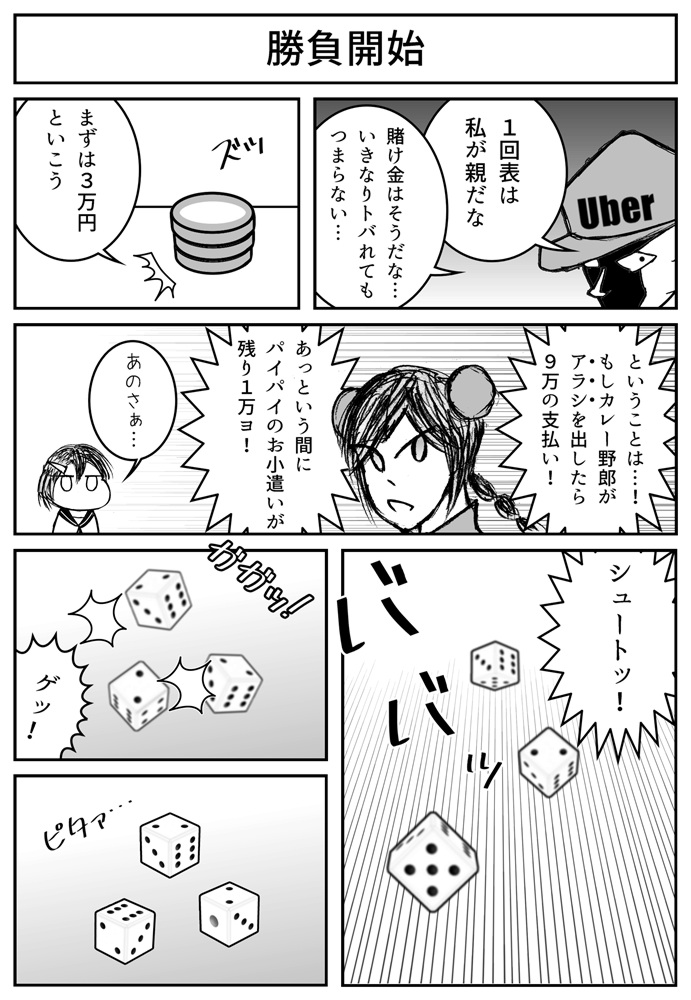 勝負開始
1回表は
私が親だな
賭け金はそうだな…
いきなりトバれても
つまらない…
Uber
まずは3万円
といこう
ズッ
ということは…！
もしカレー野郎が
アラシを出したら
9万の支払い！
あっという間に
パイパイのお小遣いが
残り1万ヨ！
あのさぁ…
シュートッ！
バ
バ
ッ
ガガッ！
グッ！
ピタァ…